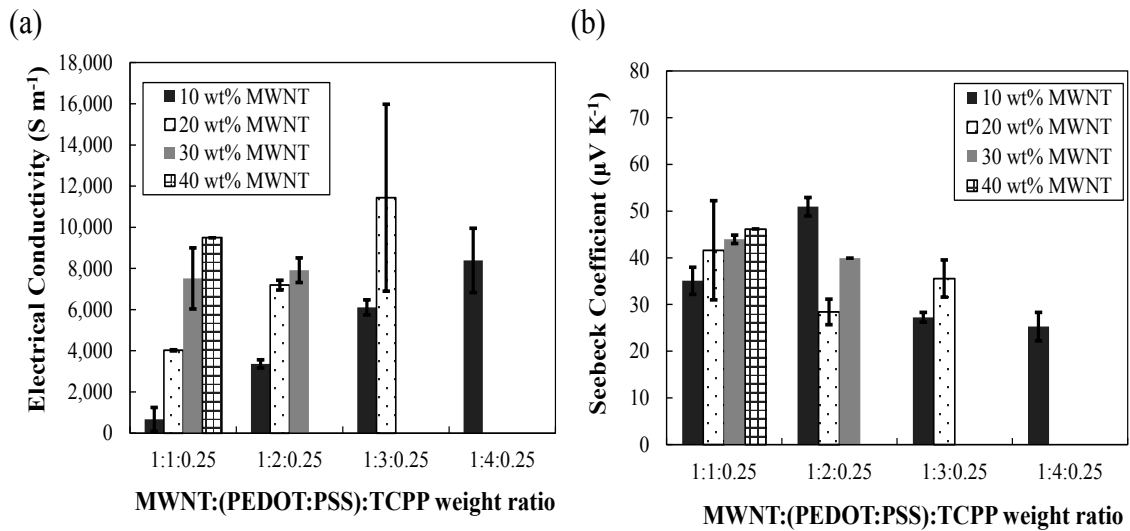 (a)
Electrical Conductivity (S m⁻¹)
18,000
16,000
14,000
12,000
10,000
8,000
6,000
4,000
2,000
0
10 wt% MWNT
20 wt% MWNT
30 wt% MWNT
40 wt% MWNT
1:1:0.25 1:2:0.25 1:3:0.25 1:4:0.25
MWNT:(PEDOT:PSS):TCPP weight ratio
(b)
Seebeck Coefficient (µV K⁻¹)
80
70
60
50
40
30
20
10
0
10 wt% MWNT
20 wt% MWNT
30 wt% MWNT
40 wt% MWNT
1:1:0.25 1:2:0.25 1:3:0.25 1:4:0.25
MWNT:(PEDOT:PSS):TCPP weight ratio